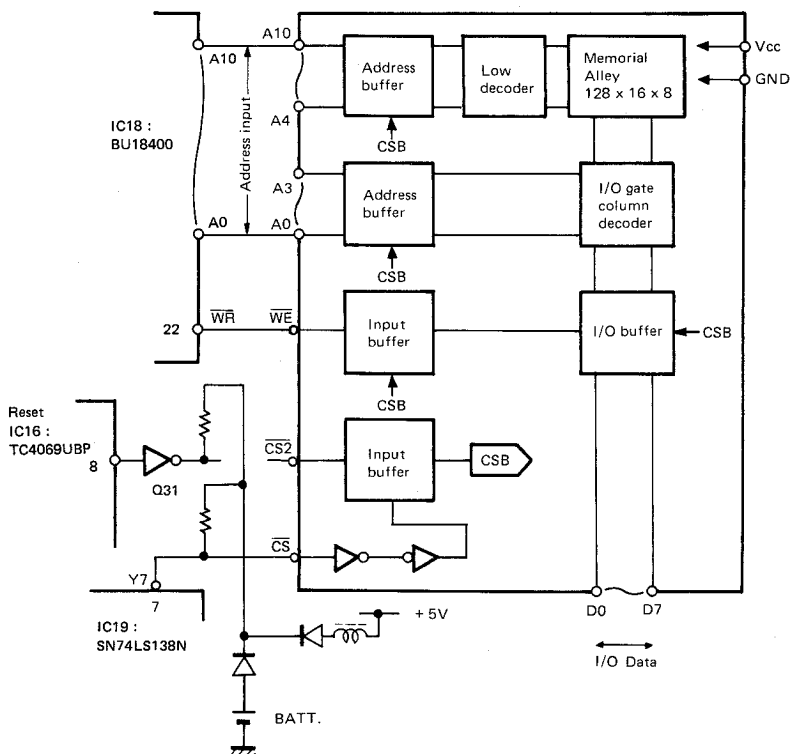 A10
A10
Address
buffer
Low
decoder
Memorial
Alley
128 x 16 x 8
Vcc
GND
IC18 :
BU18400
Address input
A4
CSB
A3
Address
buffer
I/O gate
column
decoder
A0
A0
CSB
22
WR
WE
Input
buffer
I/O buffer
CSB
CSB
Reset
IC16 :
TC4069UBP
8
Q31
CS2
Input
buffer
CSB
CS
Y7
7
IC19 :
SN74LS138N
+5V
D0
D7
I/O Data
BATT.